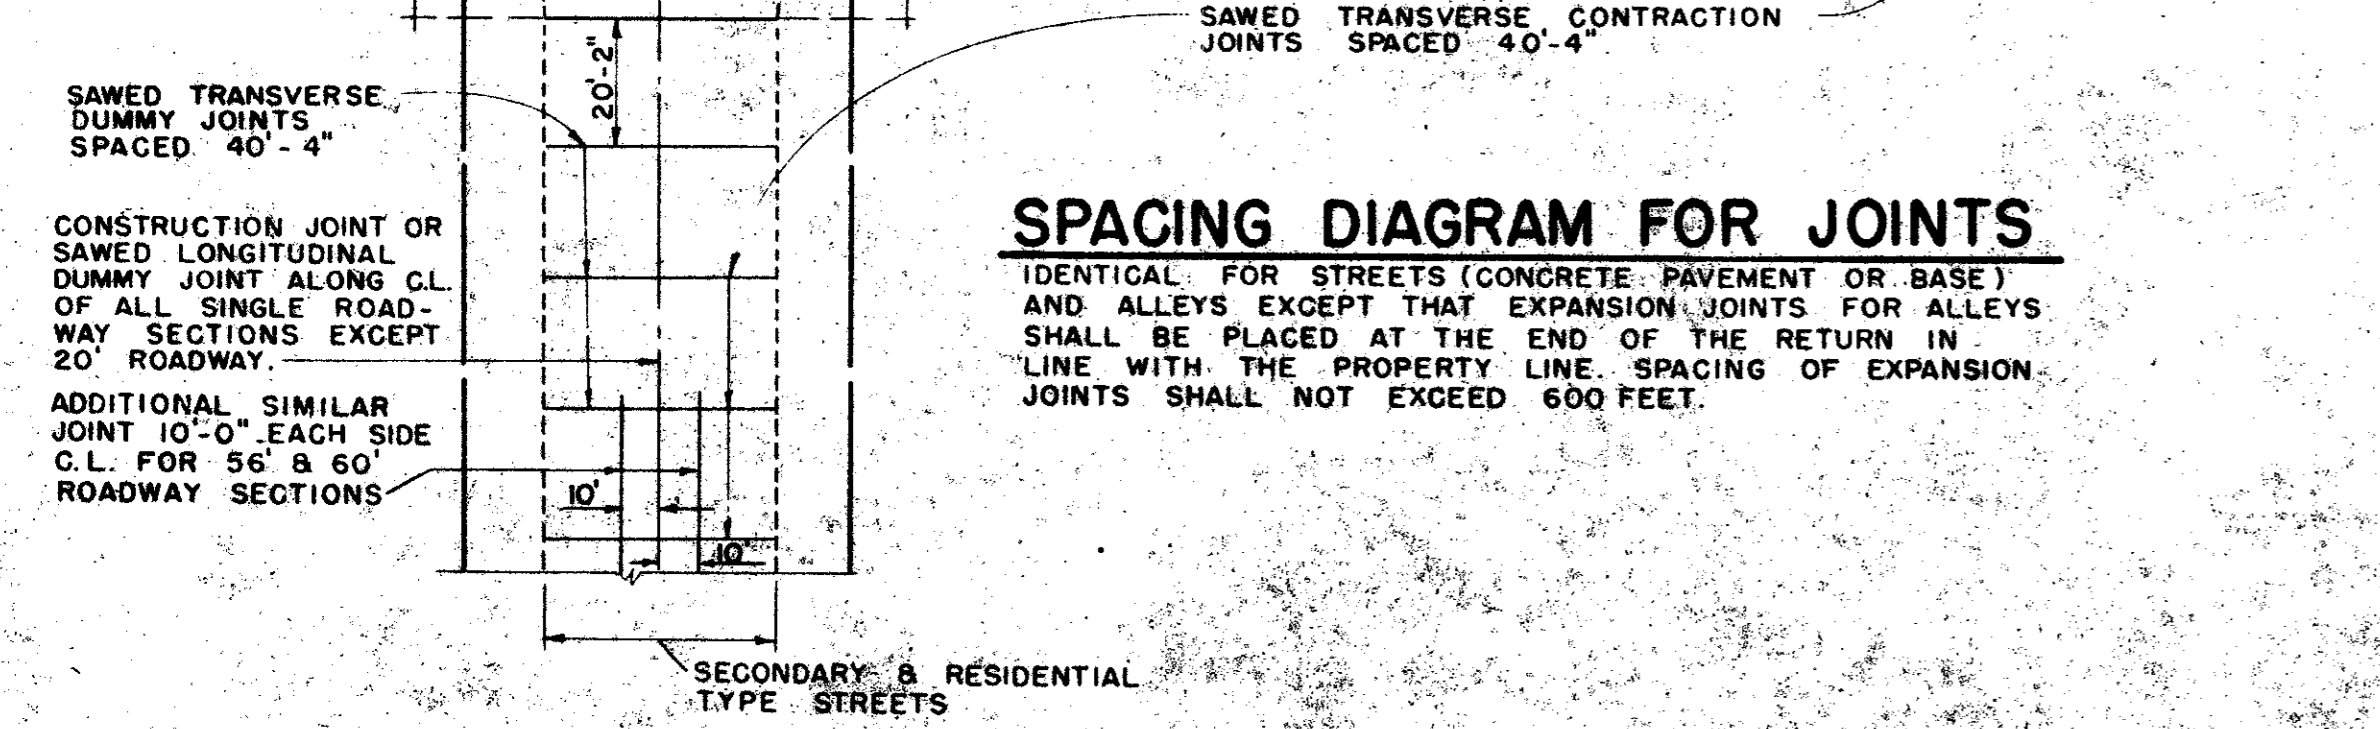 SAWED TRANSVERSE CONTRACTION
JOINTS SPACED 40'-4"
20'-2"
SAWED TRANSVERSE
DUMMY JOINTS
SPACED 40'-4"
CONSTRUCTION JOINT OR
SAWED LONGITUDINAL
DUMMY JOINT ALONG C.L.
OF ALL SINGLE ROAD-
WAY SECTIONS EXCEPT
20' ROADWAY.
ADDITIONAL SIMILAR
JOINT 10'-0" EACH SIDE
C.L. FOR 56' & 60'
ROADWAY SECTIONS
10'
10'
SECONDARY & RESIDENTIAL
TYPE STREETS
SPACING DIAGRAM FOR JOINTS
IDENTICAL FOR STREETS (CONCRETE PAVEMENT OR BASE)
AND ALLEYS EXCEPT THAT EXPANSION JOINTS FOR ALLEYS
SHALL BE PLACED AT THE END OF THE RETURN IN
LINE WITH THE PROPERTY LINE. SPACING OF EXPANSION
JOINTS SHALL NOT EXCEED 600 FEET.